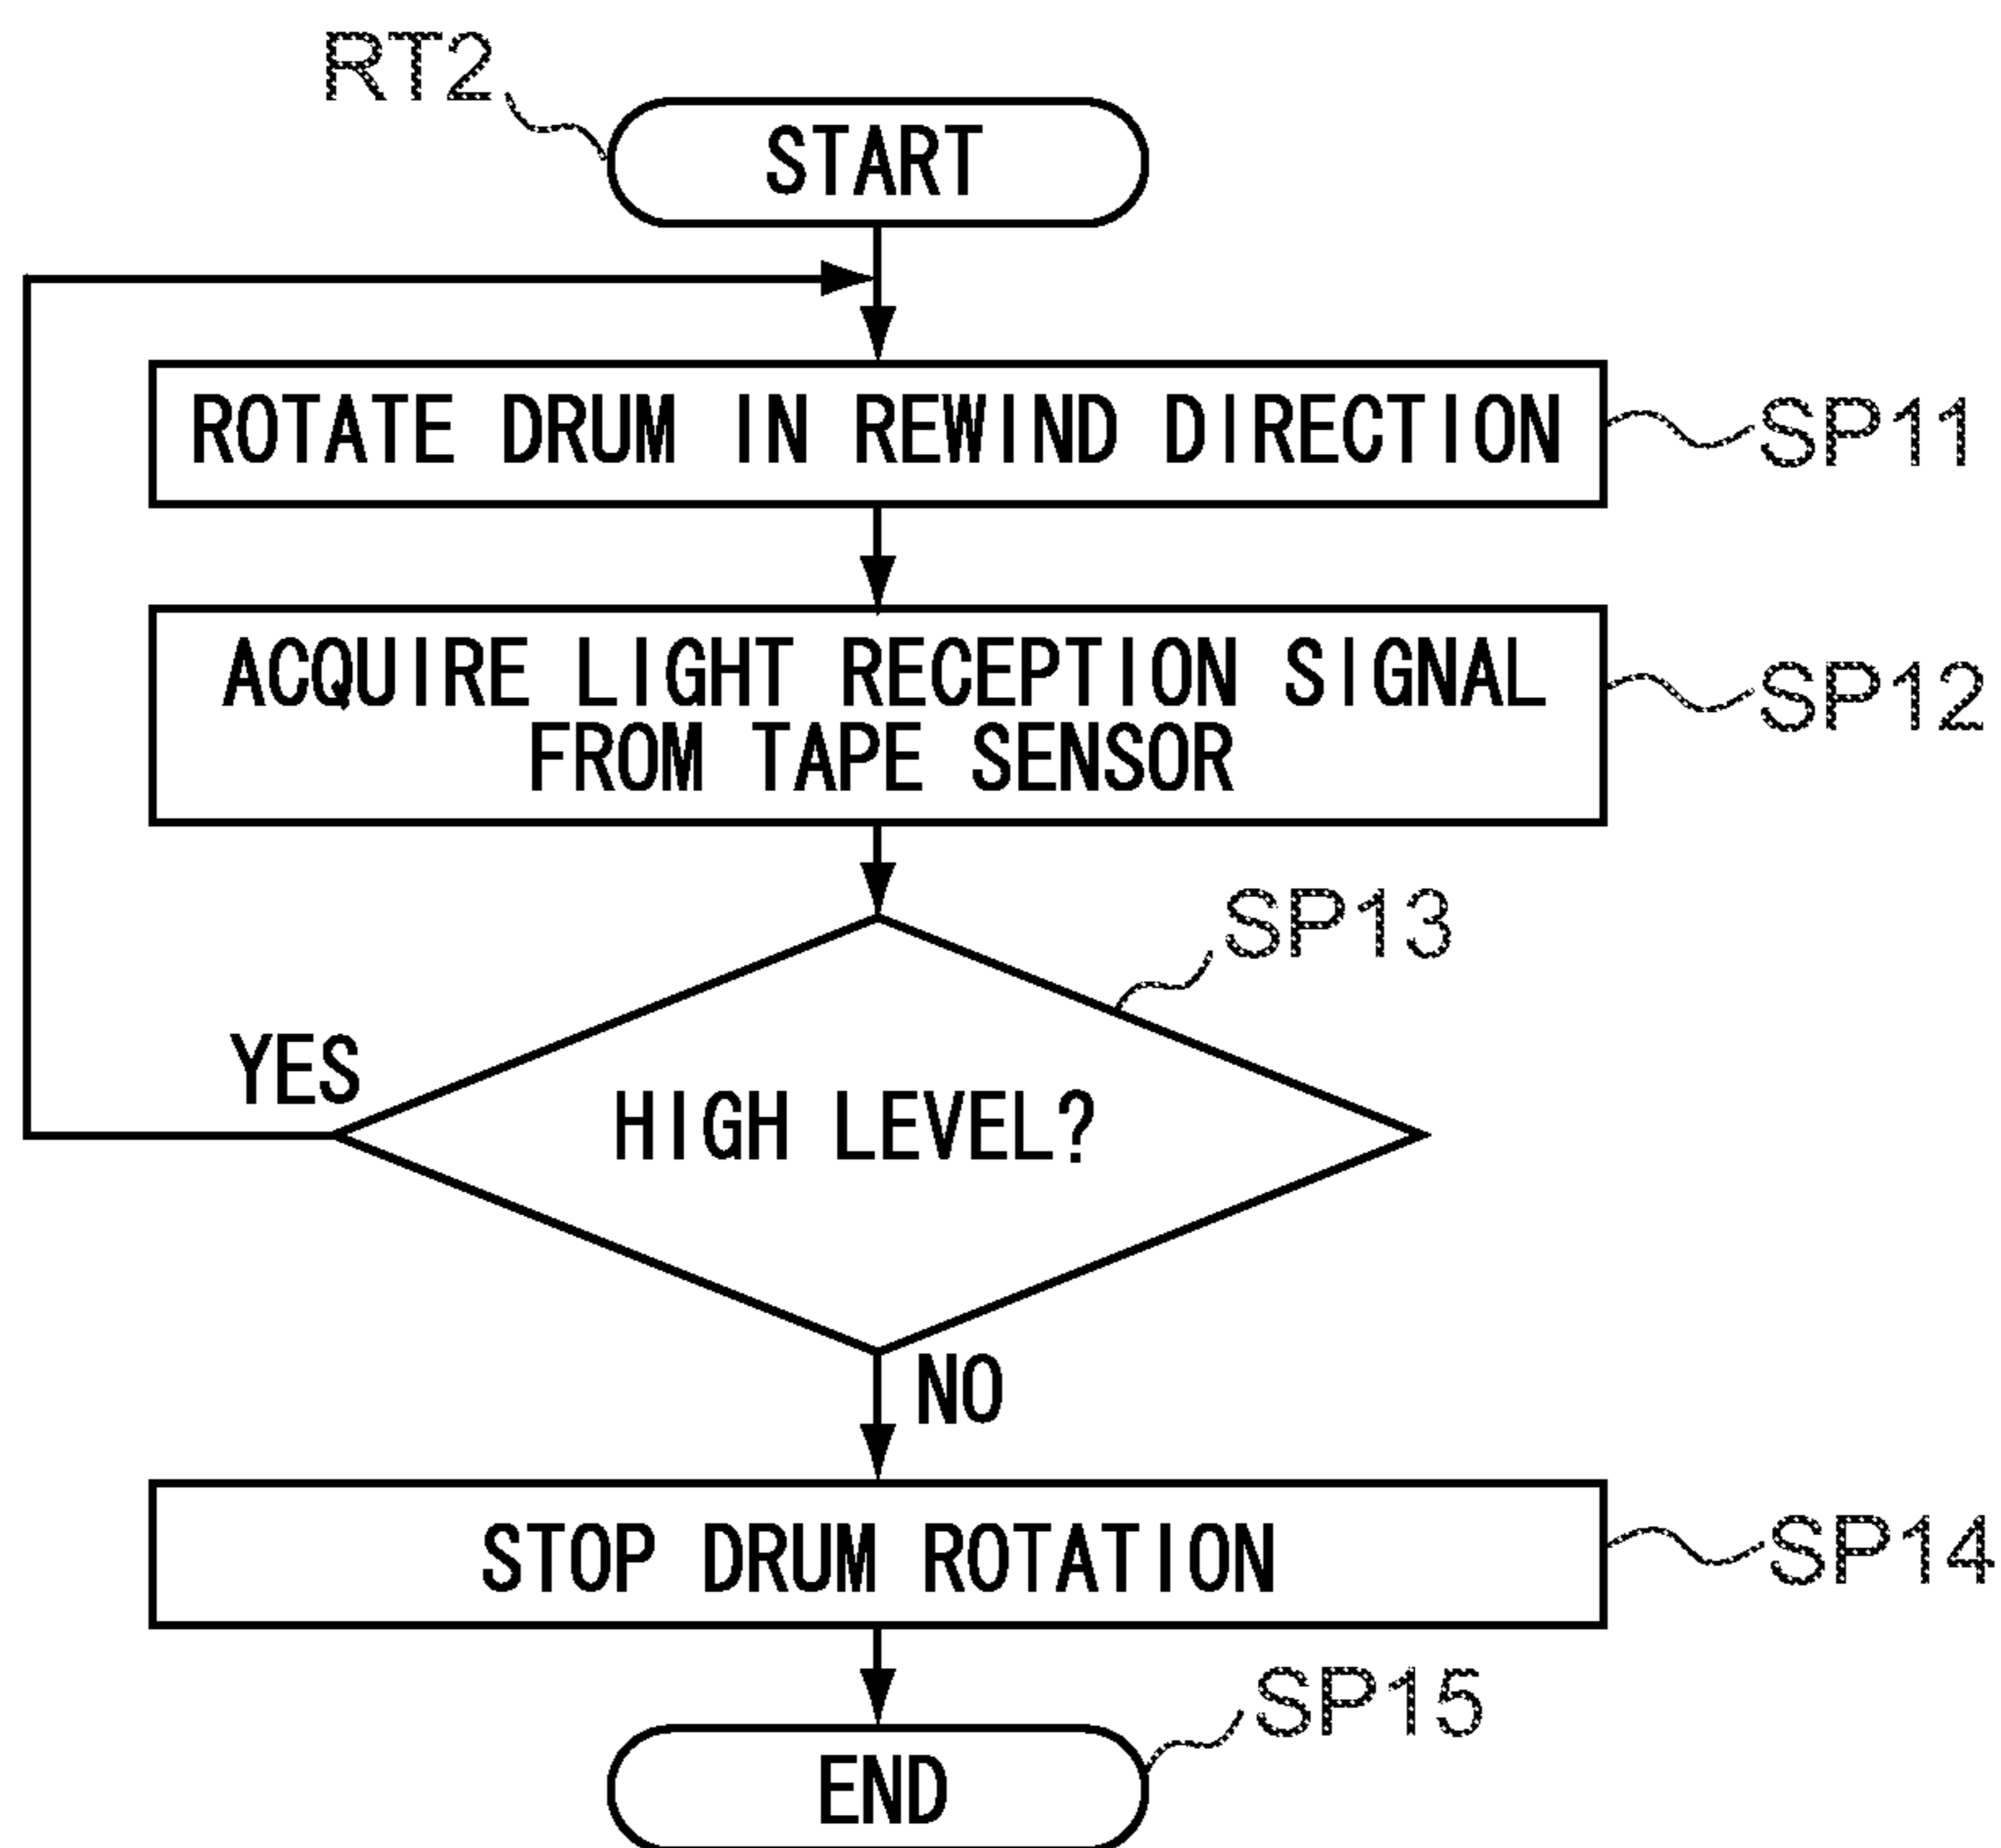 RT2
START
ROTATE DRUM IN REWIND DIRECTION
SP11
ACQUIRE LIGHT RECEPTION SIGNAL
FROM TAPE SENSOR
SP12
SP13
YES
HIGH LEVEL?
NO
STOP DRUM ROTATION
SP14
SP15
END